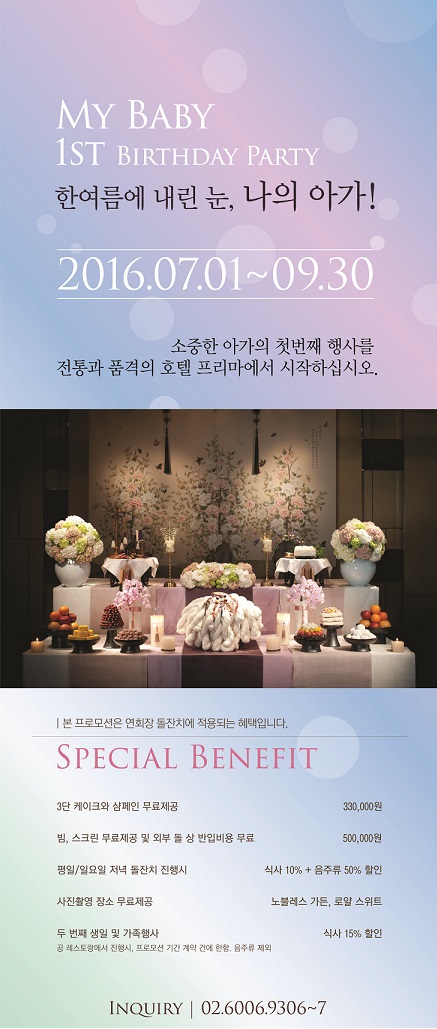 MY BABY
1ST BIRTHDAY PARTY
한여름에 내린 눈, 나의 아가!
2016.07.01~09.30
소중한 아가의 첫번째 행사를
전통과 품격의 호텔 프리마에서 시작하십시오.
| 본 프로모션은 연회장 돌잔치에 적용되는 혜택입니다.
SPECIAL BENEFIT
3단 케이크와 샴페인 무료제공 330,000원
빔, 스크린 무료제공 및 외부 돌 상 반입비용 무료 500,000원
평일/일요일 저녁 돌잔치 진행시 식사 10% + 음주류 50% 할인
사진촬영 장소 무료제공 노블레스 가든, 로얄 스위트
두 번째 생일 및 가족행사 식사 15% 할인
공 레스토랑에서 진행시, 프로모션 기간 계약 건에 한함. 음주류 제외
INQUIRY | 02.6006.9306~7